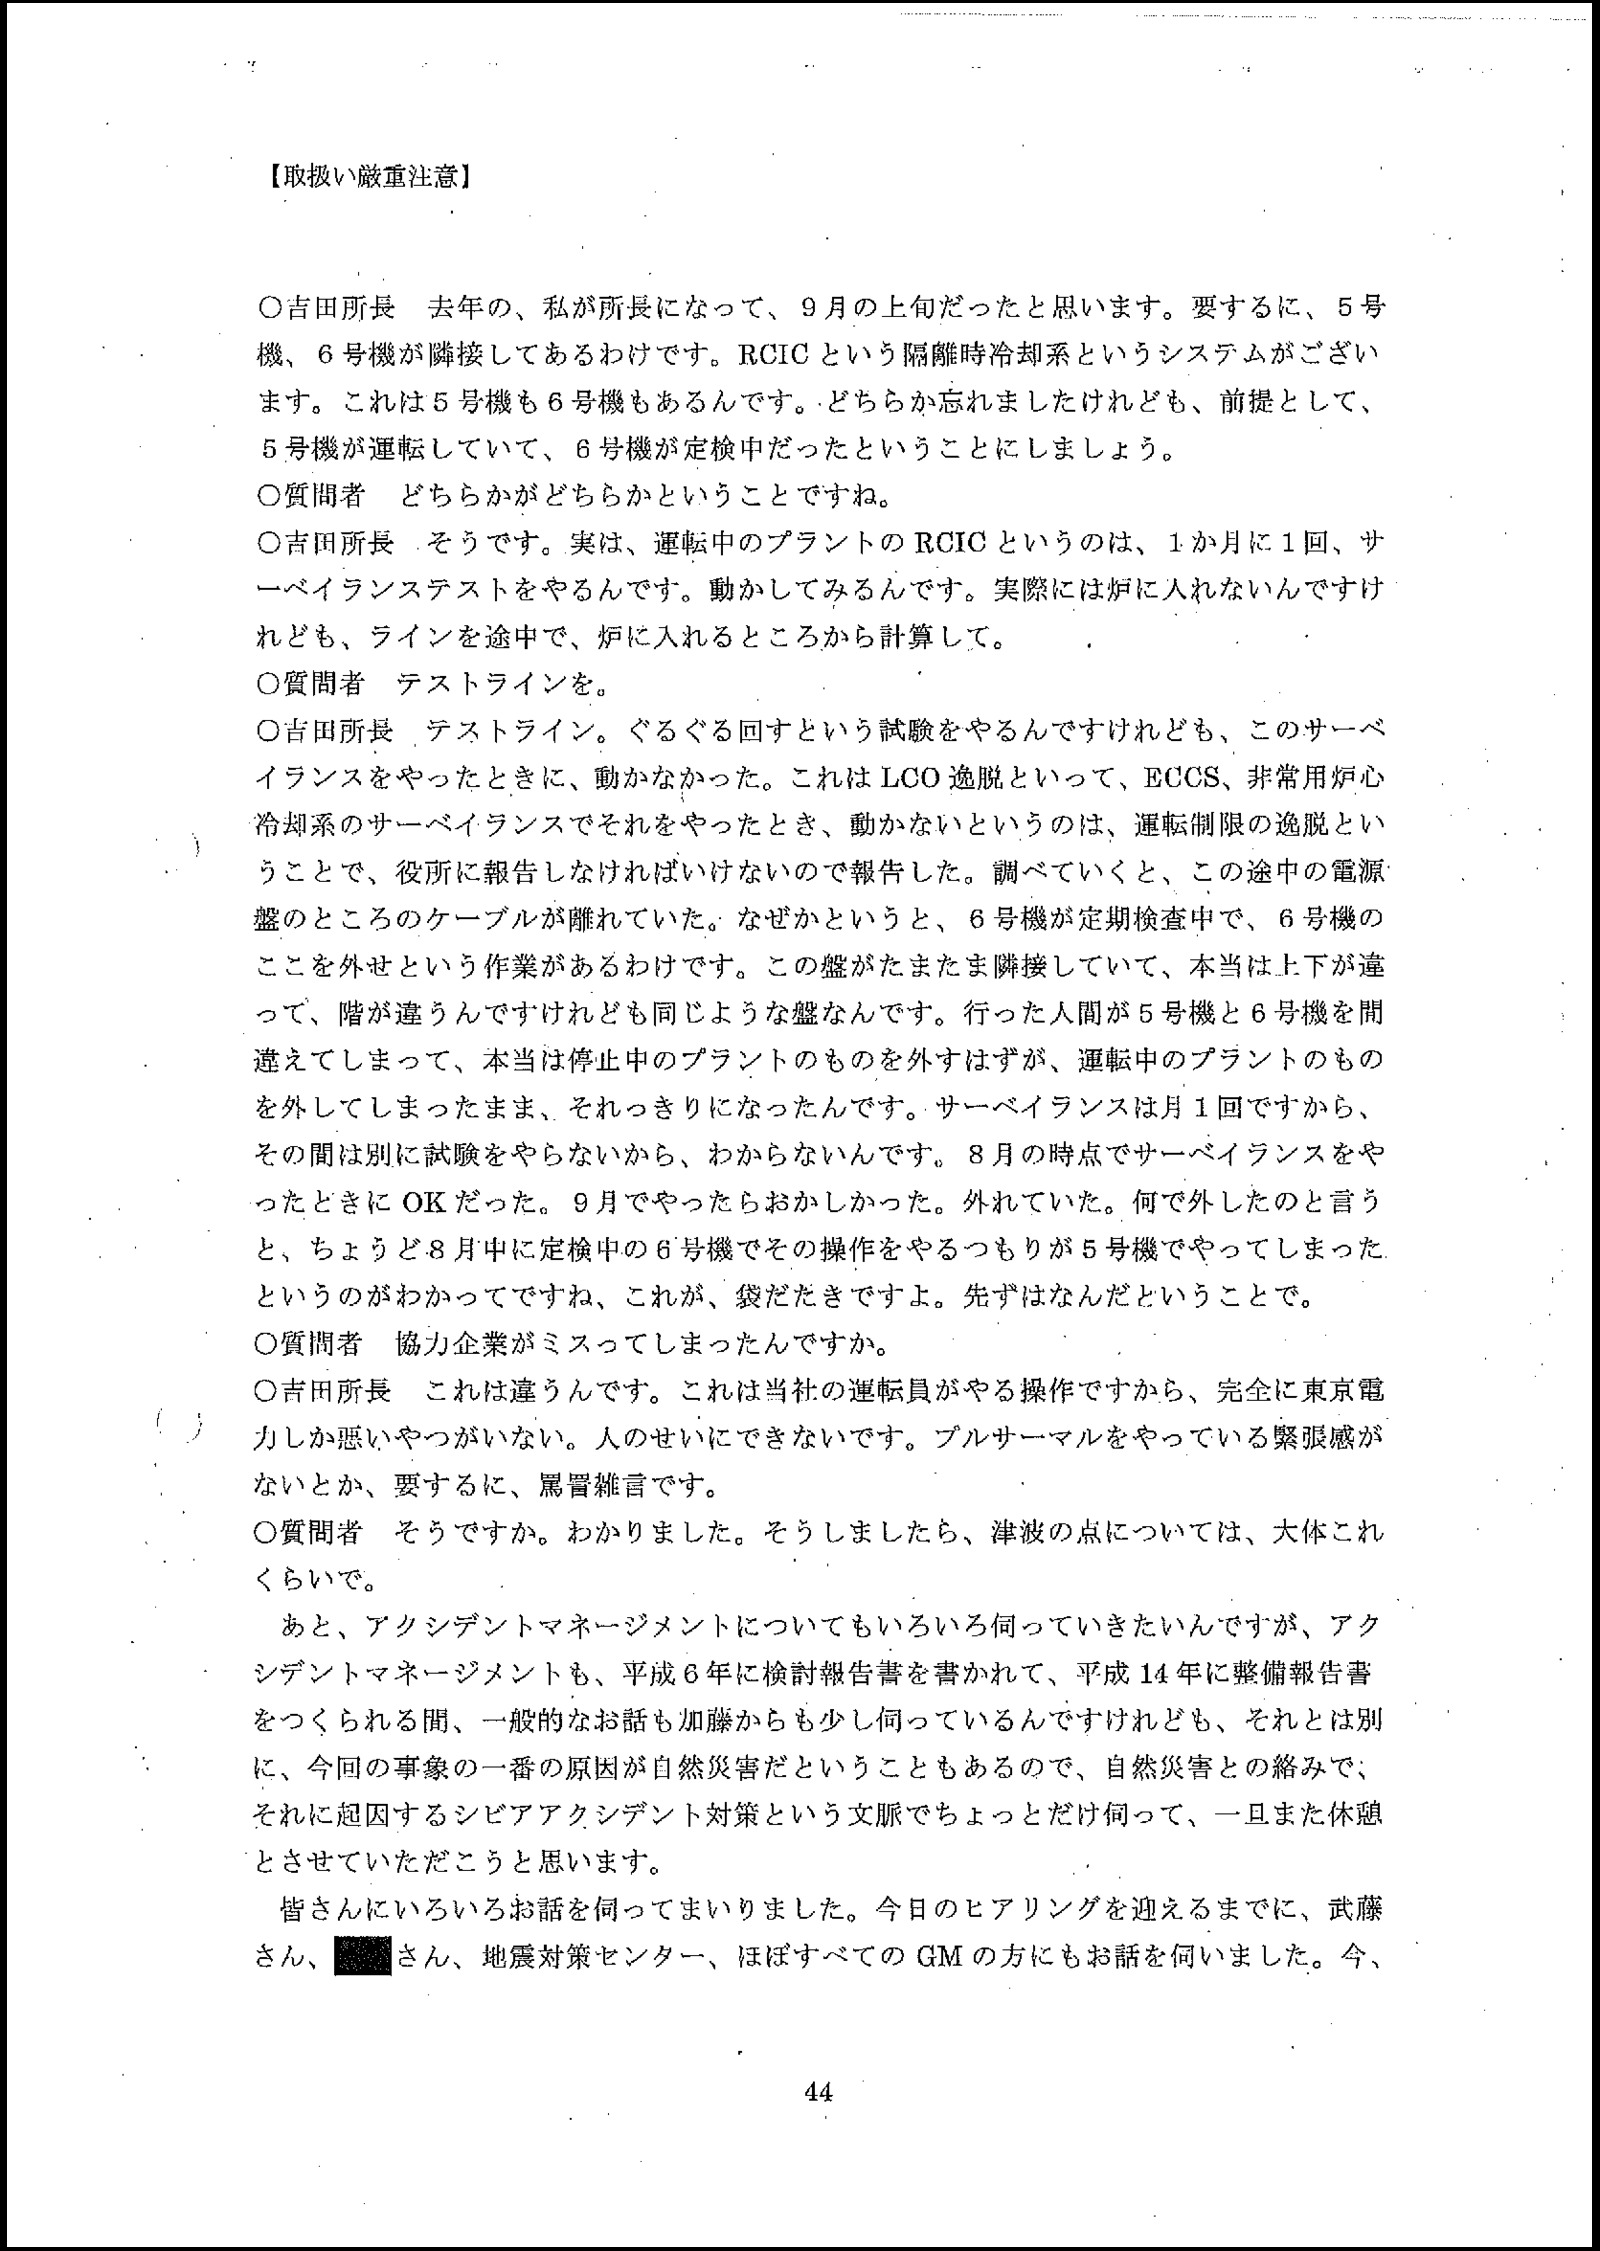 【取扱い厳重注意】
○吉田所長　去年の、私が所長になって、９月の上旬だったと思います。要するに、５号
機、６号機が隣接してあるわけです。RCIC という隔離時冷却系というシステムがござい
ます。これは５号機も６号機もあるんです。どちらか忘れましたけれども、前提として、
５号機が運転していて、６号機が定検中だったということにしましょう。
○質問者　どちらかがどちらかということですね。
○吉田所長　そうです。実は、運転中のプラントの RCIC というのは、１か月に１回、サ
ーベイランステストをやるんです。動かしてみるんです。実際には炉に入れないんですけ
れども、ラインを途中で、炉に入れるところから計算して。
○質問者　テストラインを。
○吉田所長　テストライン。ぐるぐる回すという試験をやるんですけれども、このサーベ
イランスをやったときに、動かなかった。これは LCO 逸脱といって、ECCS、非常用炉心
冷却系のサーベイランスでそれをやったとき、動かないというのは、運転制限の逸脱とい
うことで、役所に報告しなければいけないので報告した。調べていくと、この途中の電源
盤のところのケーブルが離れていた。なぜかというと、６号機が定期検査中で、６号機の
ここを外せという作業があるわけです。この盤がたまたま隣接していて、本当は上下が違
って、階が違うんですけれども同じような盤なんです。行った人間が５号機と６号機を間
違えてしまって、本当は停止中のプラントのものを外すはずが、運転中のプラントのもの
を外してしまったまま、それっきりになったんです。サーベイランスは月１回ですから、
その間は別に試験をやらないから、わからないんです。８月の時点でサーベイランスをや
ったときに OK だった。９月でやったらおかしかった。外れていた。何で外したのと言う
と、ちょうど８月中に定検中の６号機でその操作をやるつもりが５号機でやってしまった
というのがわかってですね、これが、袋だたきですよ。先ずはなんだということで。
○質問者　協力企業がミスってしまったんですか。
○吉田所長　これは違うんです。これは当社の運転員がやる操作ですから、完全に東京電
力しか悪いやつがいない。人のせいにできないです。プルサーマルをやっている緊張感が
ないとか、要するに、罵詈雑言です。
○質問者　そうですか。わかりました。そうしましたら、津波の点については、大体これ
くらいで。
　あと、アクシデントマネージメントについてもいろいろ伺っていきたいんですが、アク
シデントマネージメントも、平成６年に検討報告書を書かれて、平成 14 年に整備報告書
をつくられる間、一般的なお話も加藤からも少し伺っているんですけれども、それとは別
に、今回の事象の一番の原因が自然災害だということもあるので、自然災害との絡みで、
それに起因するシビアアクシデント対策という文脈でちょっとだけ伺って、一旦また休憩
とさせていただこうと思います。
　皆さんにいろいろお話を伺ってまいりました。今日のヒアリングを迎えるまでに、武藤
さん、さん、地震対策センター、ほぼすべての GM の方にもお話を伺いました。今、
44